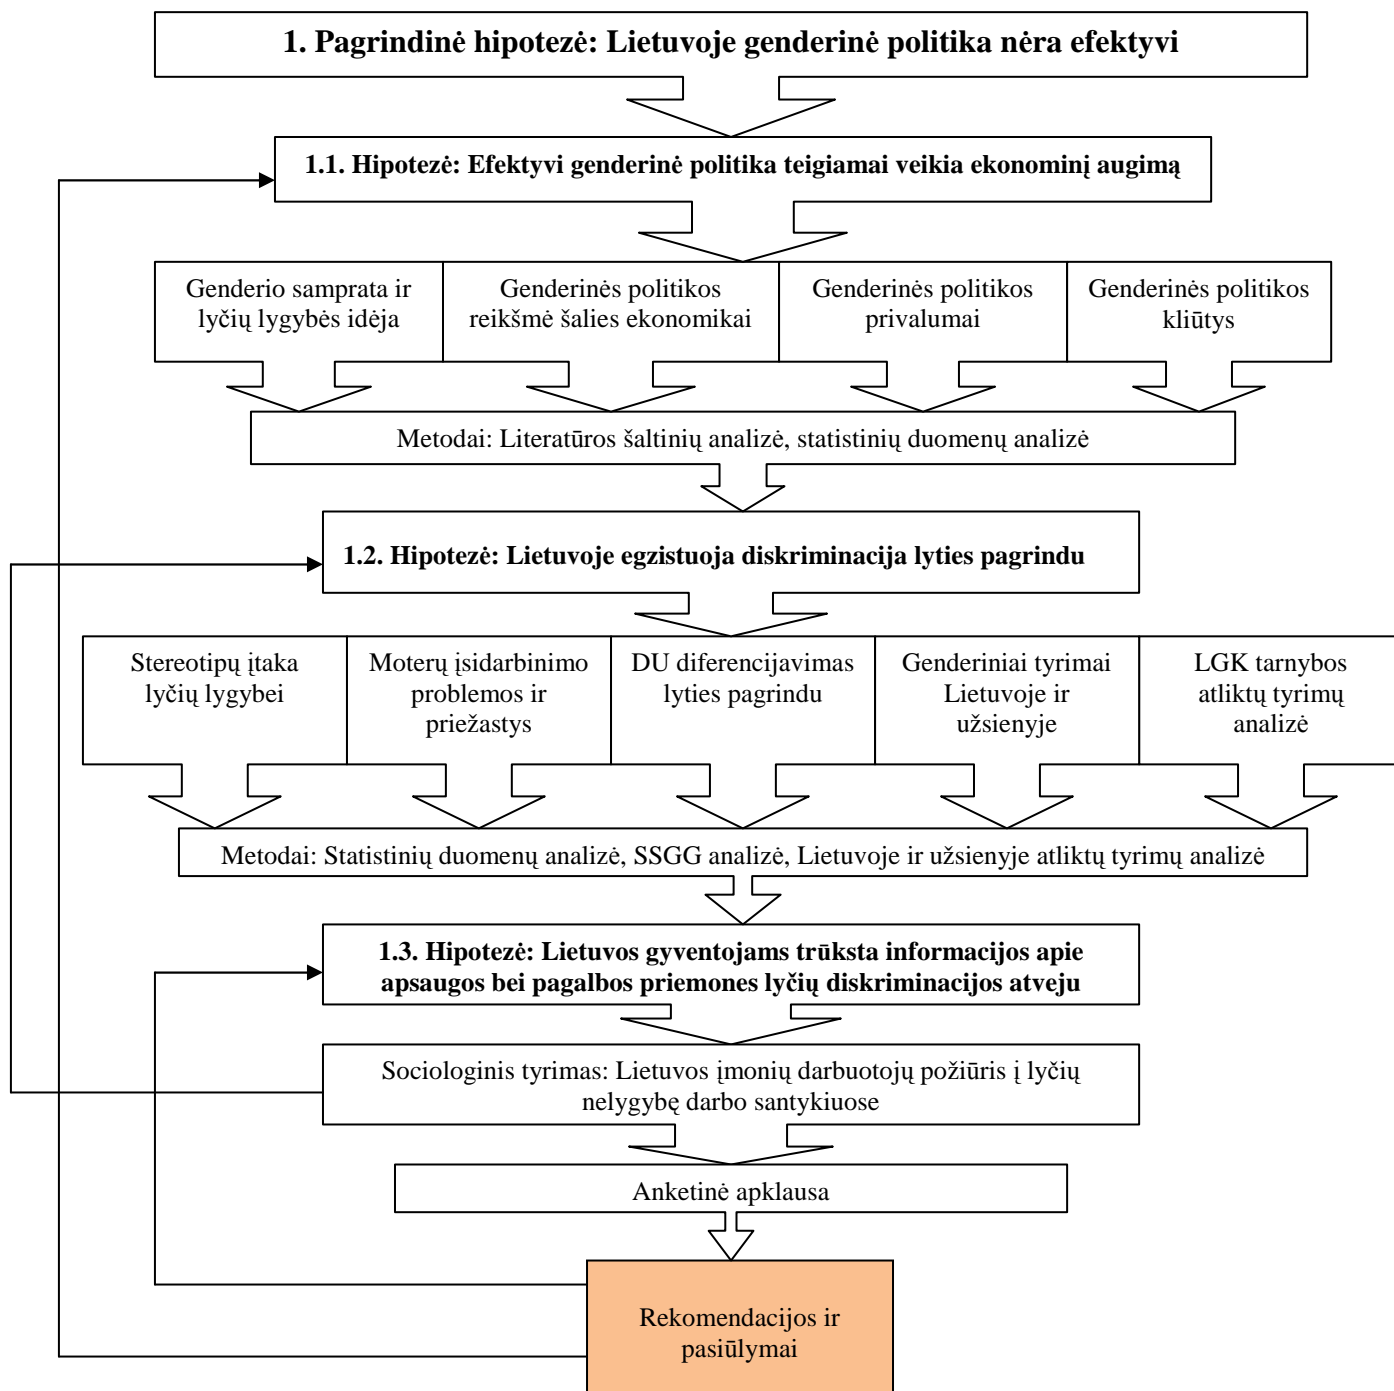 1. Pagrindinė hipotezė: Lietuvoje genderinė politika nėra efektyvi
1.1. Hipotezė: Efektyvi genderinė politika teigiamai veikia ekonominį augimą
Genderio samprata ir
lyčių lygybės idėja
Genderinės politikos
reikšmė šalies ekonomikai
Genderinės politikos
privalumai
Genderinės politikos
kliūtys
Metodai: Literatūros šaltinių analizė, statistinių duomenų analizė
1.2. Hipotezė: Lietuvoje egzistuoja diskriminacija lyties pagrindu
Stereotipų įtaka
lyčių lygybei
Moterų įsidarbinimo
problemos ir
priežastys
DU diferencijavimas
lyties pagrindu
Genderiniai tyrimai
Lietuvoje ir
užsienyje
LGK tarnybos
atliktų tyrimų
analizė
Metodai: Statistinių duomenų analizė, SSGG analizė, Lietuvoje ir užsienyje atliktų tyrimų analizė
1.3. Hipotezė: Lietuvos gyventojams trūksta informacijos apie
apsaugos bei pagalbos priemones lyčių diskriminacijos atveju
Sociologinis tyrimas: Lietuvos įmonių darbuotojų požiūris į lyčių
nelygybę darbo santykiuose
Anketinė apklausa
Rekomendacijos ir
pasiūlymai